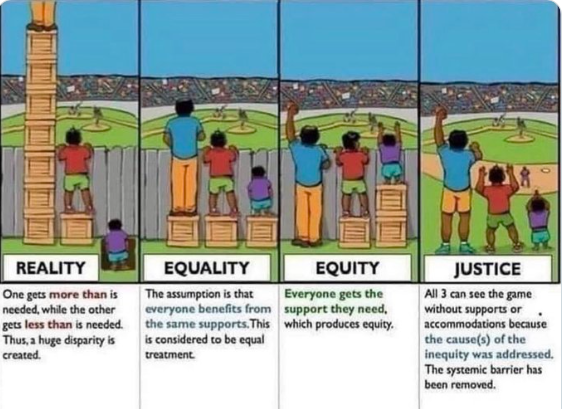 REALITY
One gets more than is
needed, while the other
gets less than is needed.
Thus, a huge disparity is
created.
EQUALITY
The assumption is that
everyone benefits from
the same supports. This
is considered to be equal
treatment.
EQUITY
Everyone gets the
support they need,
which produces equity.
JUSTICE
All 3 can see the game
without supports or
accommodations because
the cause(s) of the
inequity was addressed.
The systemic barrier has
been removed.